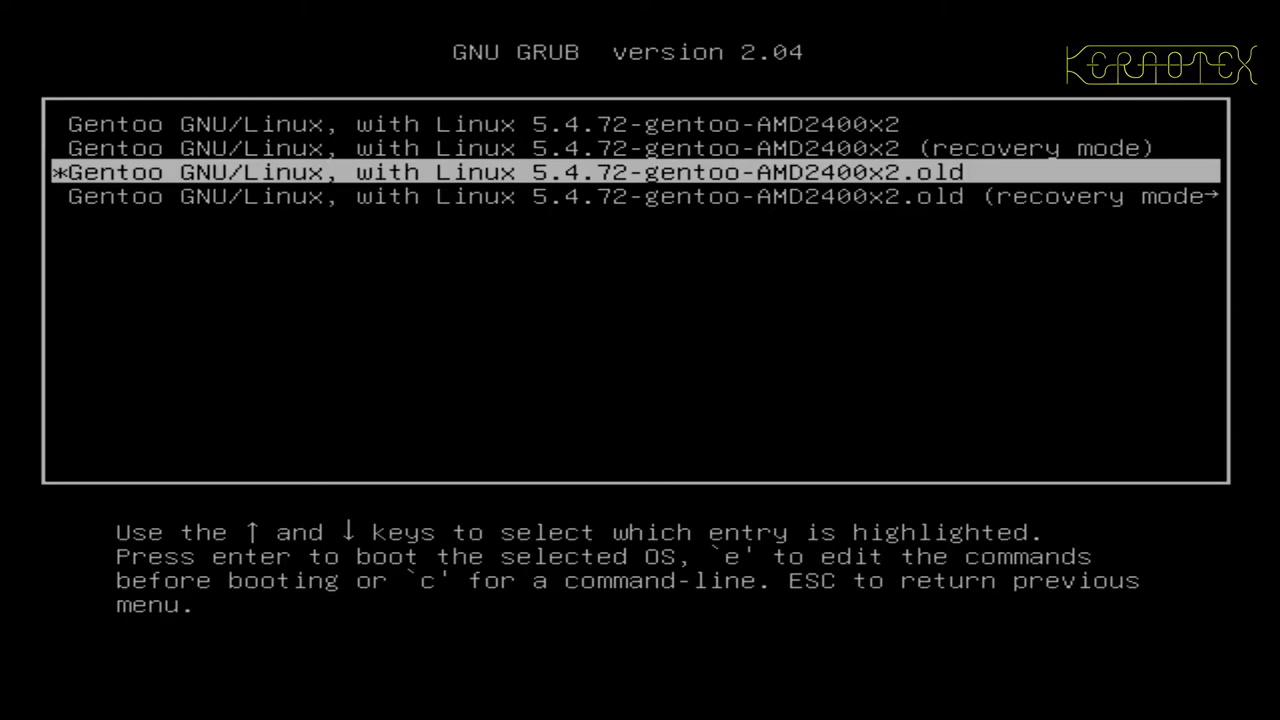 GNU GRUB  version 2.04
KERNOTEX
Gentoo GNU/Linux, with Linux 5.4.72-gentoo-AMD2400x2
Gentoo GNU/Linux, with Linux 5.4.72-gentoo-AMD2400x2 (recovery mode)
*Gentoo GNU/Linux, with Linux 5.4.72-gentoo-AMD2400x2.old
Gentoo GNU/Linux, with Linux 5.4.72-gentoo-AMD2400x2.old (recovery mode→
Use the ↑ and ↓ keys to select which entry is highlighted.
Press enter to boot the selected OS, `e' to edit the commands
before booting or `c' for a command-line. ESC to return previous
menu.